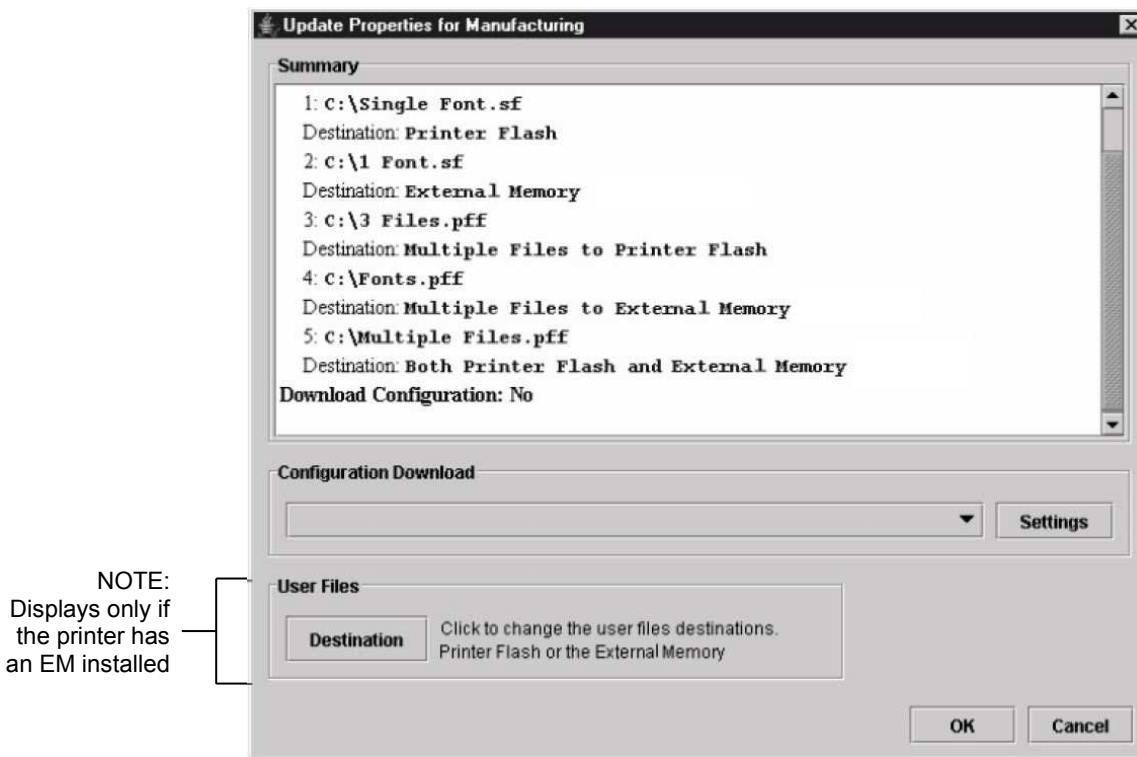 Update Properties for Manufacturing
Summary
1: C:\Single Font.sf
Destination: Printer Flash
2: C:\1 Font.sf
Destination: External Memory
3: C:\3 Files.pff
Destination: Multiple Files to Printer Flash
4: C:\Fonts.pff
Destination: Multiple Files to External Memory
5: C:\Multiple Files.pff
Destination: Both Printer Flash and External Memory
Download Configuration: No
Configuration Download
Settings
NOTE:
Displays only if
the printer has
an EM installed
User Files
Destination
Click to change the user files destinations.
Printer Flash or the External Memory
OK
Cancel